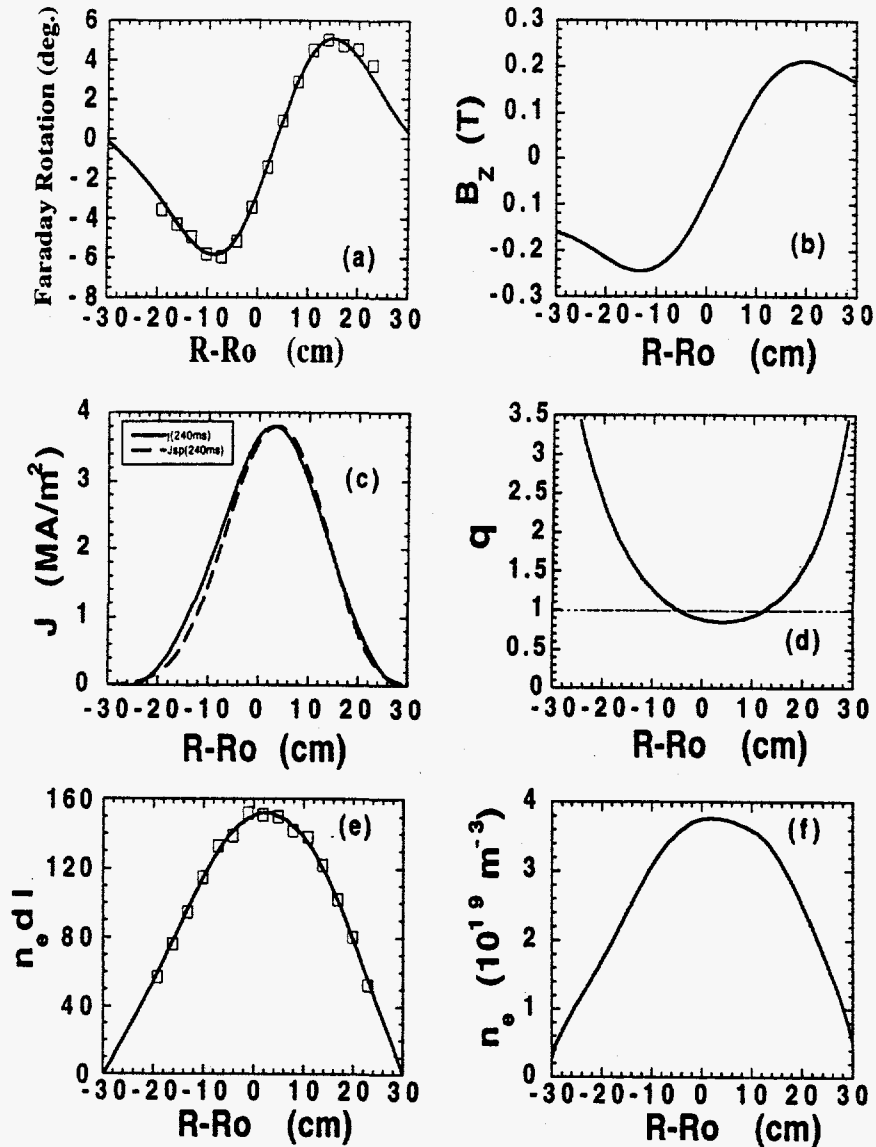 Faraday Rotation (deg.)
6
4
2
0
-2
-4
-6
-8
(a)
-30 -20 -10 0 10 20 30
R-Ro (cm)
B_Z (T)
0.3
0.2
0.1
0
-0.1
-0.2
-0.3
(b)
-30 -20 -10 0 10 20 30
R-Ro (cm)
J (MA/m²)
4
3
2
1
0
j(240ms)
Jsp(240ms)
(c)
-30 -20 -10 0 10 20 30
R-Ro (cm)
q
3.5
3
2.5
2
1.5
1
0.5
0
(d)
-30 -20 -10 0 10 20 30
R-Ro (cm)
n_e dl
160
120
80
40
0
(e)
-30 -20 -10 0 10 20 30
R-Ro (cm)
n_e (10¹⁹ m⁻³)
4
3
2
1
0
(f)
-30 -20 -10 0 10 20 30
R-Ro (cm)